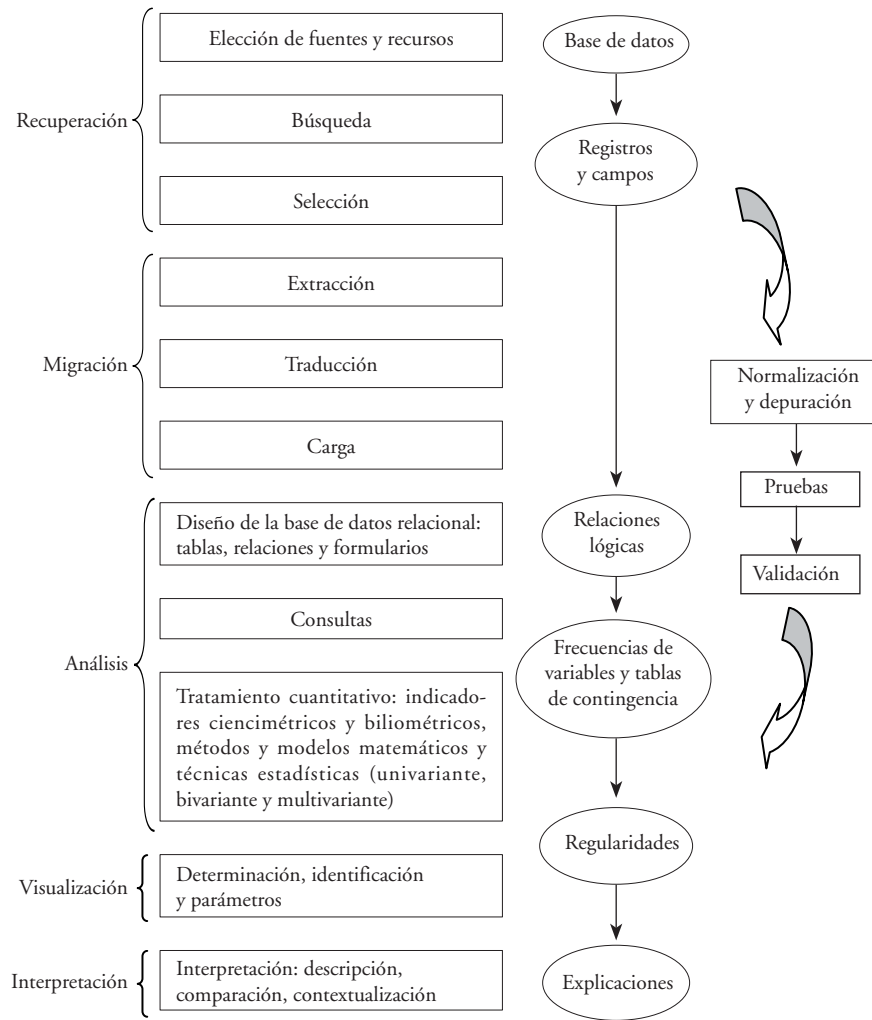 Recuperación
Elección de fuentes y recursos
Búsqueda
Selección
Migración
Extracción
Traducción
Carga
Análisis
Diseño de la base de datos relacional:
tablas, relaciones y formularios
Consultas
Tratamiento cuantitativo: indicado-
res ciencimétricos y biliométricos,
métodos y modelos matemáticos y
técnicas estadísticas (univariante,
bivariante y multivariante)
Visualización
Determinación, identificación
y parámetros
Interpretación
Interpretación: descripción,
comparación, contextualización
Base de datos
Registros
y campos
Relaciones
lógicas
Frecuencias de
variables y tablas
de contingencia
Regularidades
Explicaciones
Normalización
y depuración
Pruebas
Validación